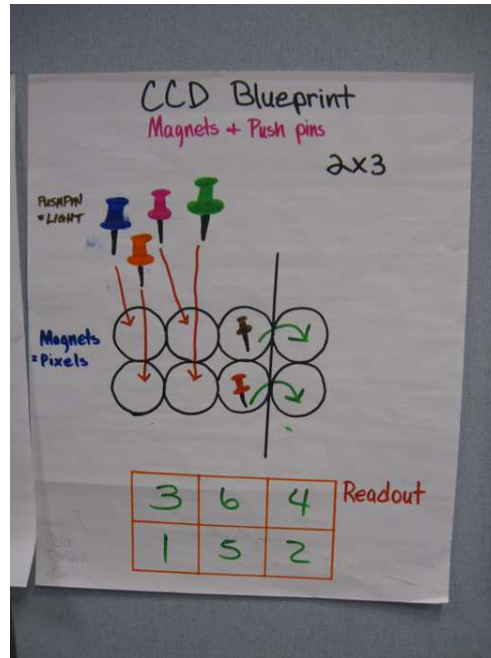 CCD Blueprint
Magnets + Push pins
2x3
PUSHPIN
= LIGHT
Magnets
= Pixels
3 6 4 Readout
1 5 2